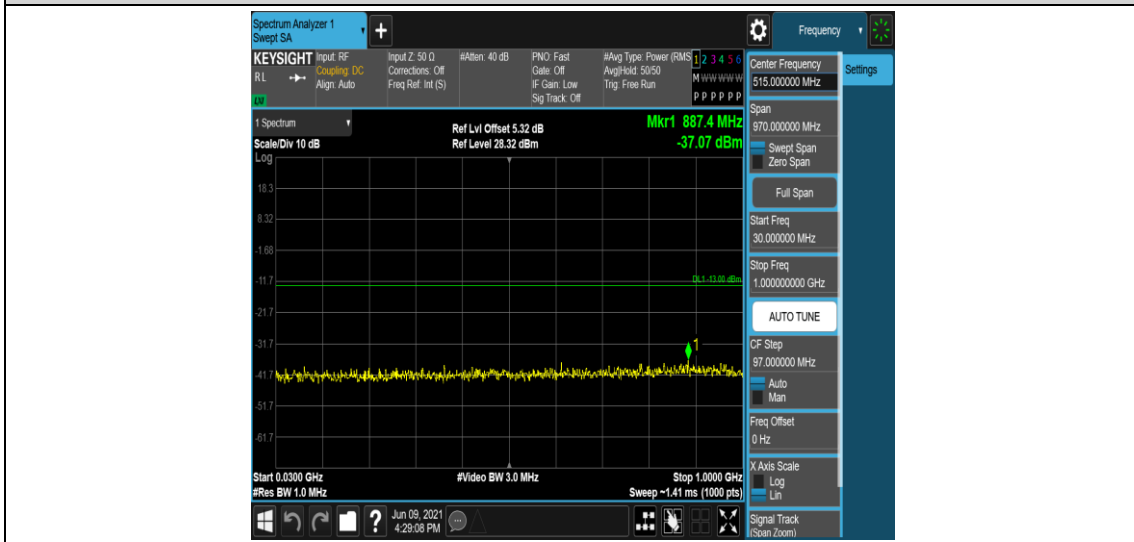 Spectrum Analyzer 1
Swept SA
+
Frequency
KEYSIGHT
RL
LXI
Input: RF
Coupling: DC
Align: Auto
Input Z: 50 Ω
Corrections: Off
Freq Ref: Int (S)
#Atten: 40 dB
PNO: Fast
Gate: Off
IF Gain: Low
Sig Track: Off
#Avg Type: Power (RMS
Avg|Hold: 50/50
Trig: Free Run
1 2 3 4 5 6
M W W W W W
P P P P P P
1 Spectrum
Scale/Div 10 dB
Log
Ref Lvl Offset 5.32 dB
Ref Level 28.32 dBm
Mkr1 887.4 MHz
-37.07 dBm
18.3
8.32
-1.68
-11.7
DL1 -13.00 dBm
-21.7
-31.7
1
-41.7
-51.7
-61.7
Start 0.0300 GHz
#Res BW 1.0 MHz
#Video BW 3.0 MHz
Stop 1.0000 GHz
Sweep ~1.41 ms (1000 pts)
?
Jun 09, 2021
4:29:08 PM
Center Frequency
515.000000 MHz
Settings
Span
970.000000 MHz
Swept Span
Zero Span
Full Span
Start Freq
30.000000 MHz
Stop Freq
1.000000000 GHz
AUTO TUNE
CF Step
97.000000 MHz
Auto
Man
Freq Offset
0 Hz
X Axis Scale
Log
Lin
Signal Track
(Span Zoom)